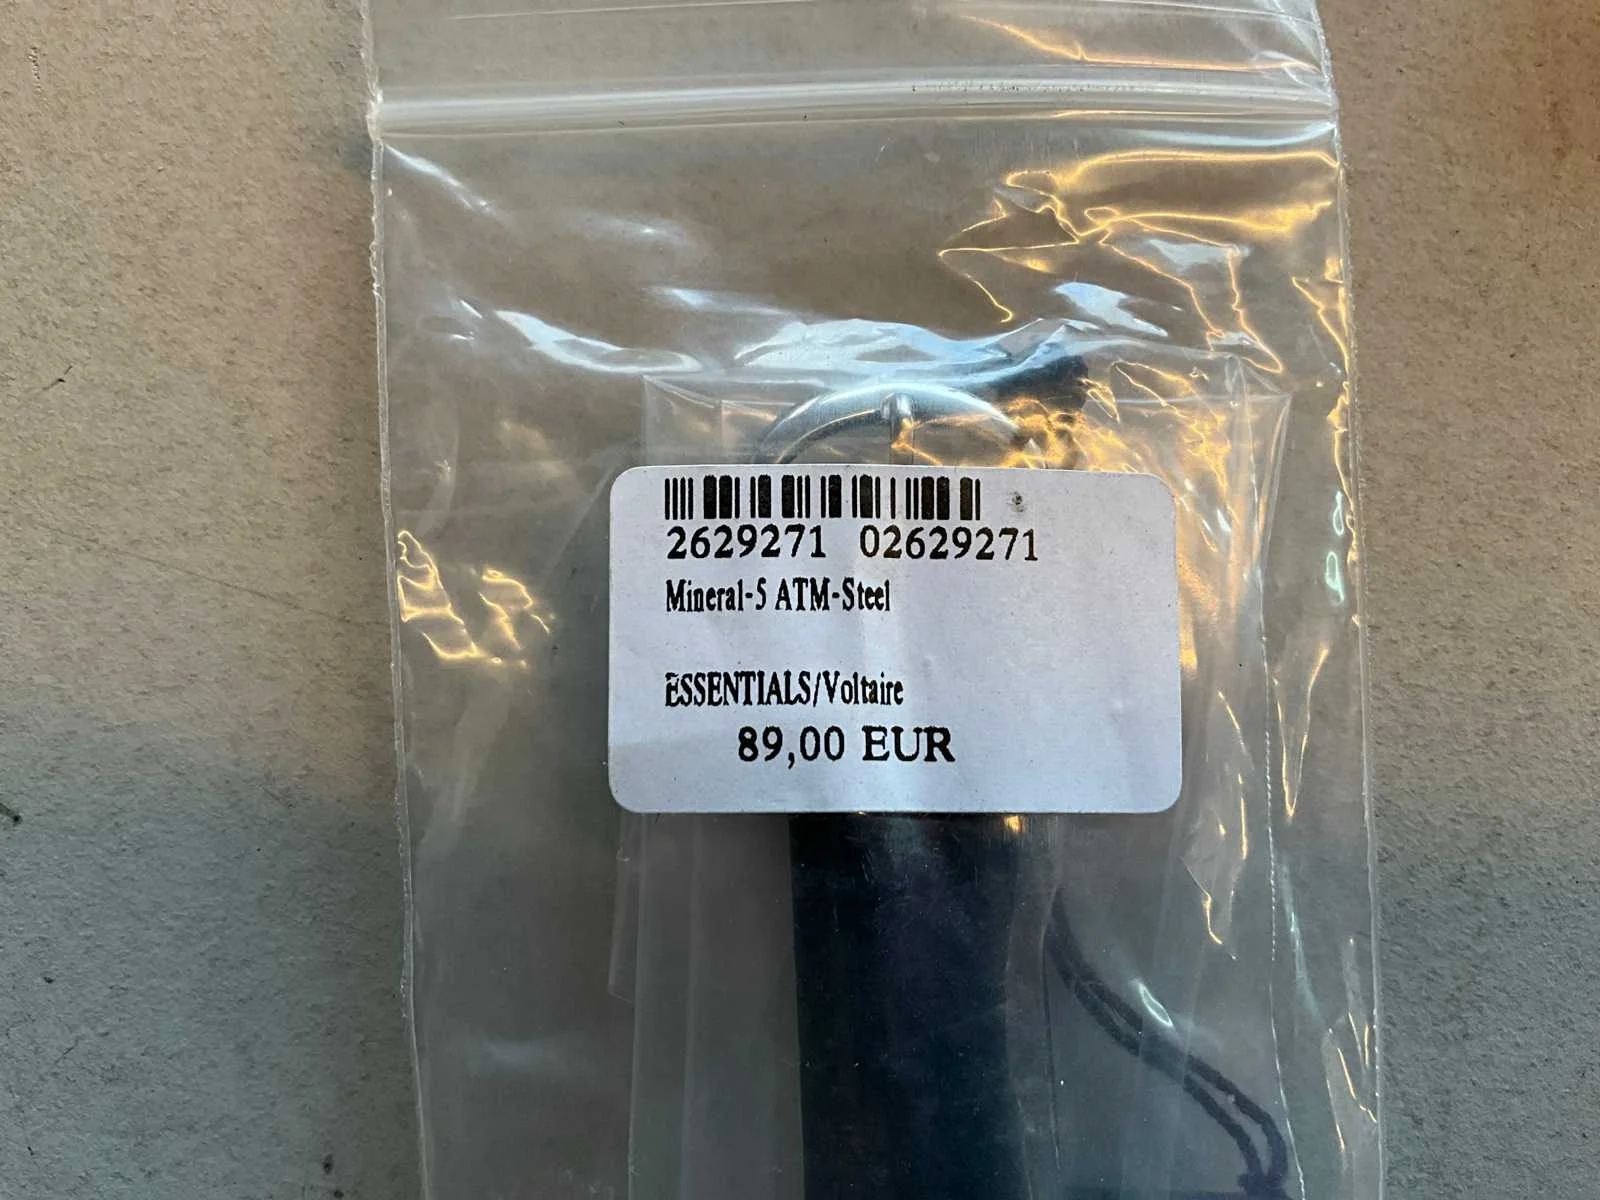 2629271 02629271
Mineral-5 ATM-Steel
ESSENTIALS/Voltaire
89,00 EUR